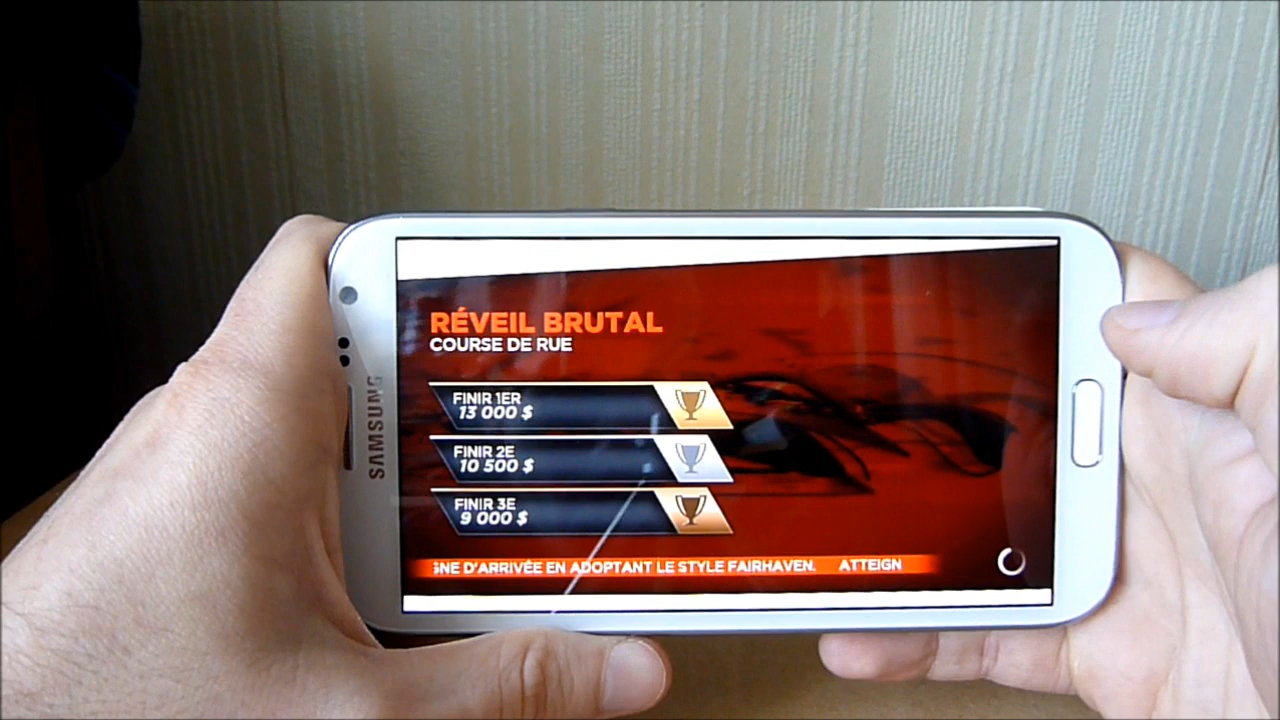 SAMSUNG
RÉVEIL BRUTAL
COURSE DE RUE
FINIR 1ER
13 000 $
FINIR 2E
10 500 $
FINIR 3E
9 000 $
GNE D'ARRIVÉE EN ADOPTANT LE STYLE FAIRHAVEN. ATTEIGN